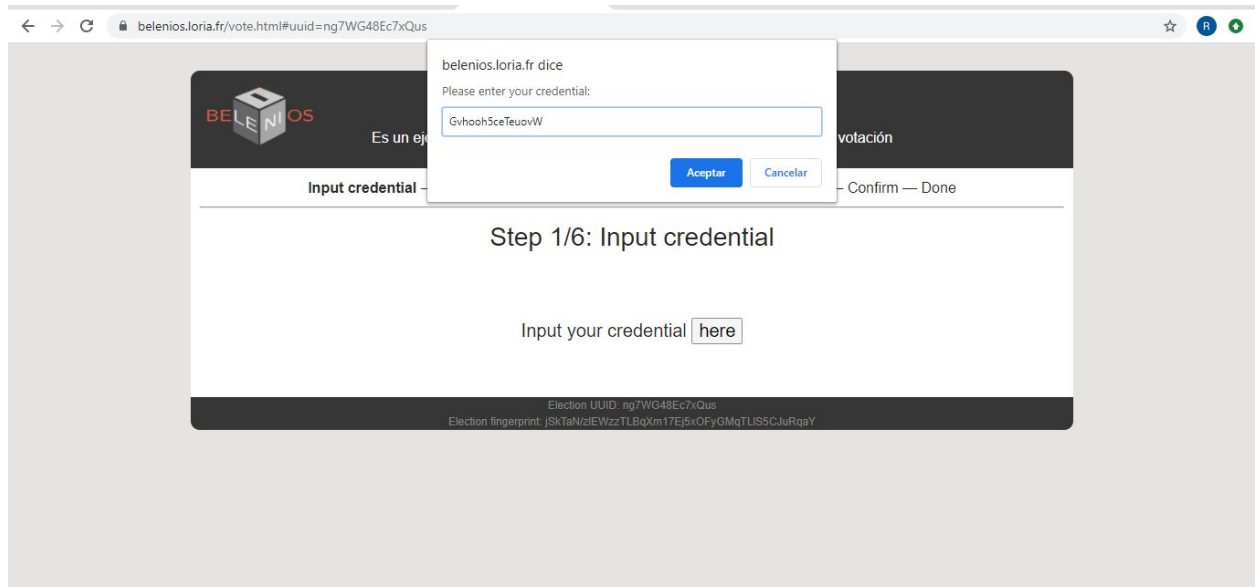 belenios.loria.fr/vote.html#uuid=ng7WG48Ec7xQus
R
belenios.loria.fr dice
Please enter your credential:
Gvhooh5ceTeuovW
Aceptar Cancelar
BELENIOS
Es un eje votación
Input credential – – Confirm — Done
Step 1/6: Input credential
Input your credential here
Election UUID: ng7WG48Ec7xQus
Election fingerprint: jSkTaN/zIEWzzTLBqXm17Ej5xOFyGMqTLIS5CJuRqaY